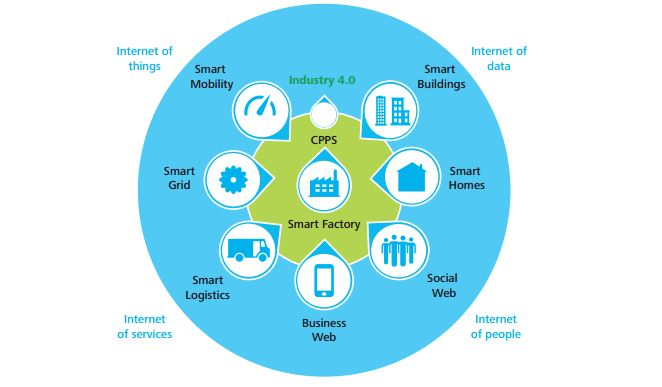 Internet of
things
Internet of
data
Smart
Mobility
Industry 4.0
Smart
Buildings
CPPS
Smart
Grid
Smart
Homes
Smart Factory
Smart
Logistics
Social
Web
Business
Web
Internet
of services
Internet
of people